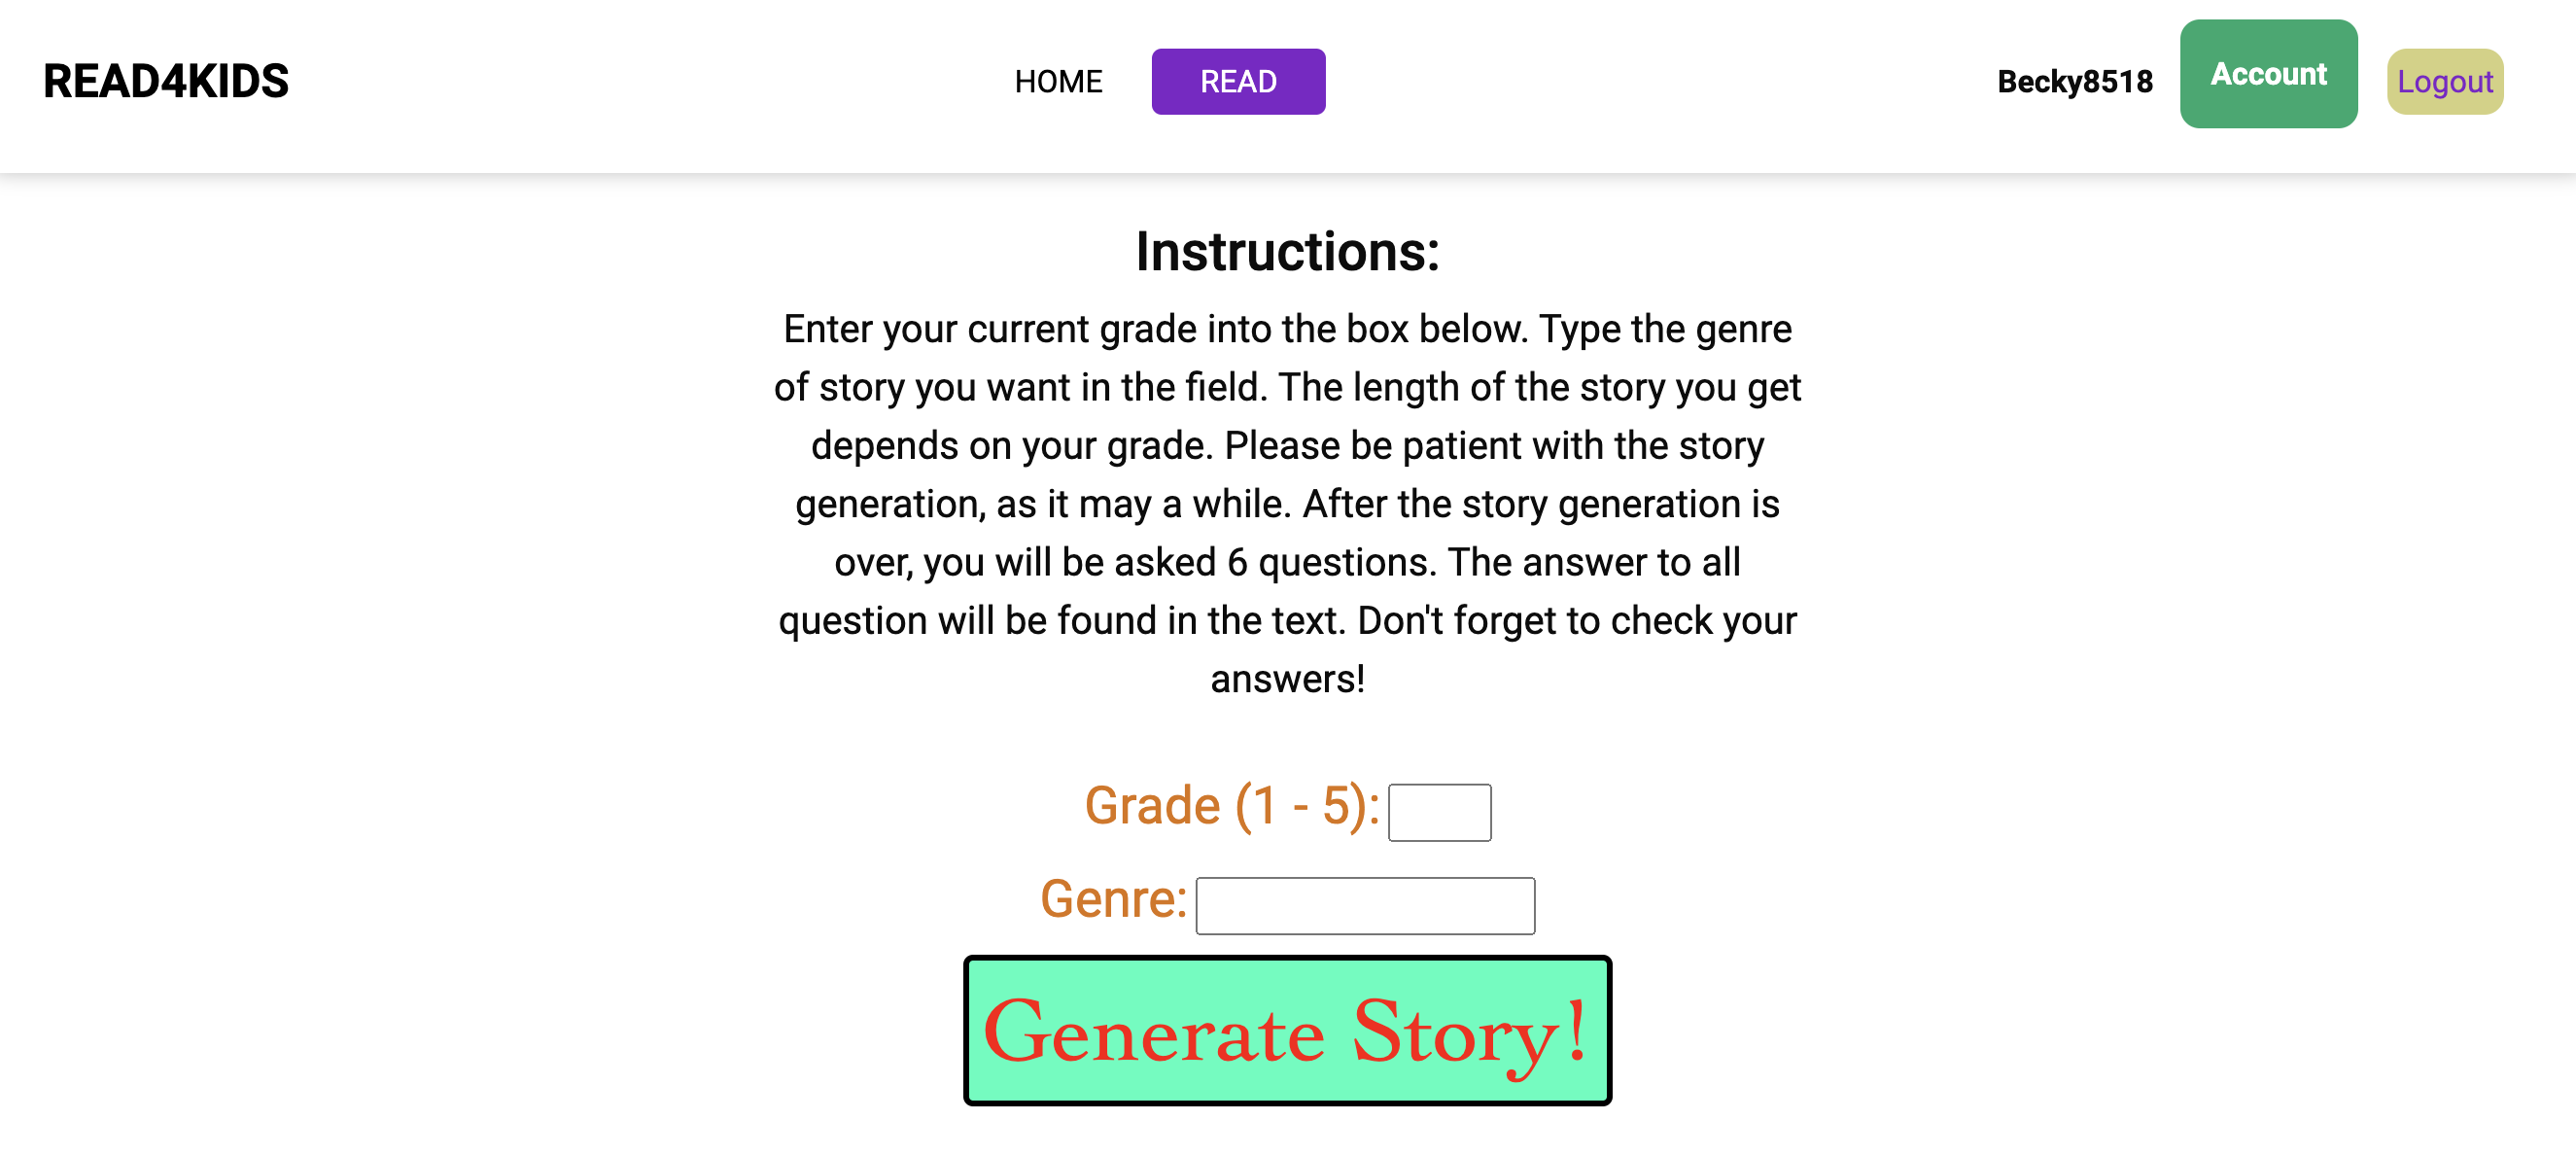 READ4KIDS
HOME
READ
Becky8518
Account
Logout
Instructions:
Enter your current grade into the box below. Type the genre
of story you want in the field. The length of the story you get
depends on your grade. Please be patient with the story
generation, as it may a while. After the story generation is
over, you will be asked 6 questions. The answer to all
question will be found in the text. Don't forget to check your
answers!
Grade (1 - 5):
Genre:
Generate Story!